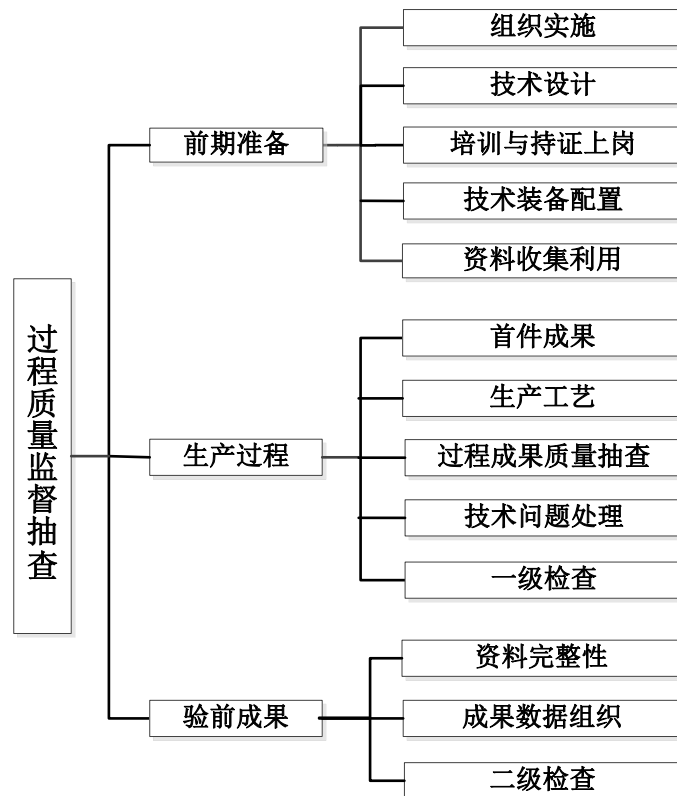 过程质量监督抽查
前期准备
组织实施
技术设计
培训与持证上岗
技术装备配置
资料收集利用
生产过程
首件成果
生产工艺
过程成果质量抽查
技术问题处理
一级检查
验前成果
资料完整性
成果数据组织
二级检查